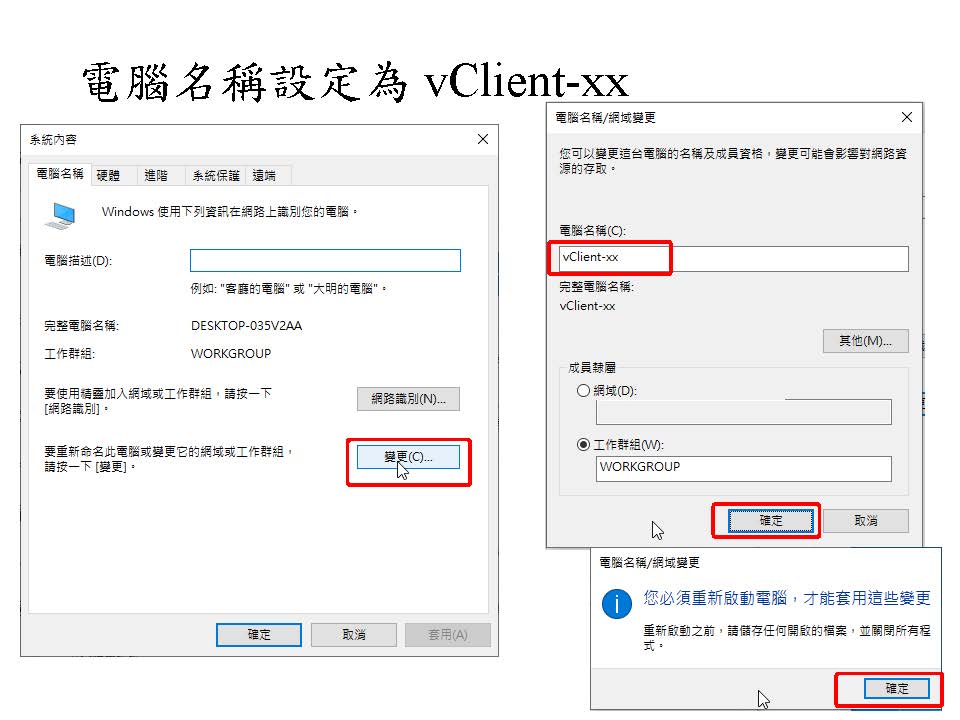 電腦名稱設定為 vClient-xx
系統內容
電腦名稱
硬體
進階
系統保護
遠端
Windows 使用下列資訊在網路上識別您的電腦。
電腦描述(D):
例如: "客廳的電腦" 或 "大明的電腦"。
完整電腦名稱:
DESKTOP-035V2AA
工作群組:
WORKGROUP
要使用精靈加入網域或工作群組，請按一下
[網路識別]。
網路識別(N)...
要重新命名此電腦或變更它的網域或工作群組，
請按一下 [變更]。
變更(C)...
確定
取消
套用(A)
電腦名稱/網域變更
您可以變更這台電腦的名稱及成員資格，變更可能會影響對網路資
源的存取。
電腦名稱(C):
vClient-xx
完整電腦名稱:
vClient-xx
其他(M)...
成員隸屬
網域(D):
工作群組(W):
WORKGROUP
確定
取消
電腦名稱/網域變更
您必須重新啟動電腦，才能套用這些變更
重新啟動之前，請儲存任何開啟的檔案，並關閉所有程
式。
確定